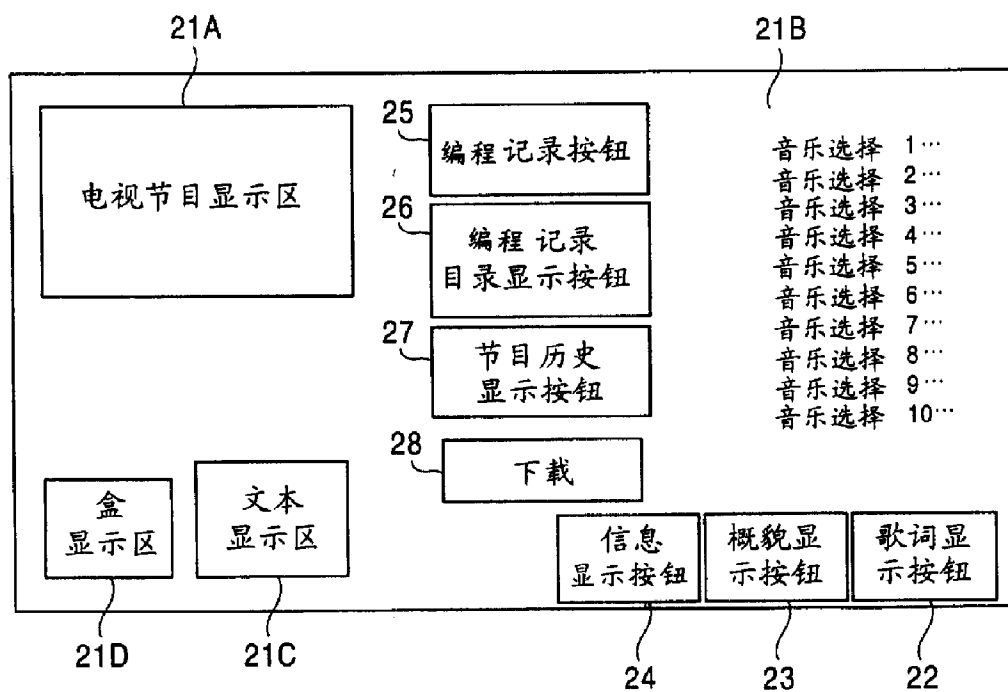 21A
21B
电视节目显示区
25
编程记录按钮
26
编程记录
目录显示按钮
27
节目历史
显示按钮
28
下载
音乐选择 1…
音乐选择 2…
音乐选择 3…
音乐选择 4…
音乐选择 5…
音乐选择 6…
音乐选择 7…
音乐选择 8…
音乐选择 9…
音乐选择 10…
盒
显示区
文本
显示区
信息
显示按钮
概貌显
示按钮
歌词显
示按钮
21D
21C
24
23
22